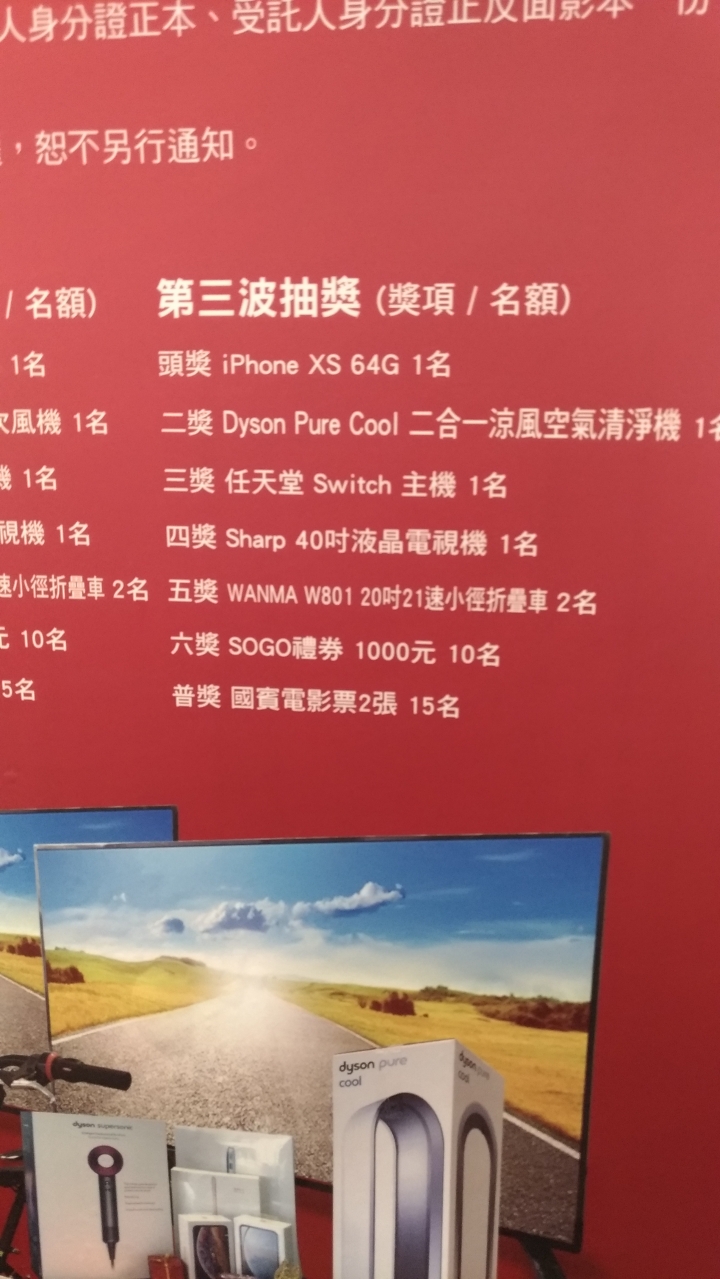 人身分證正本、受託人身分證正反面影本
，恕不另行通知。
/ 名額)
1名
吹風機 1名
機 1名
視機 1名
速小徑折疊車 2名
元 10名
5名
第三波抽獎 (獎項 / 名額)
頭獎 iPhone XS 64G 1名
二獎 Dyson Pure Cool 二合一涼風空氣清淨機 1名
三獎 任天堂 Switch 主機 1名
四獎 Sharp 40吋液晶電視機 1名
五獎 WANMA W801 20吋21速小徑折疊車 2名
六獎 SOGO禮券 1000元 10名
普獎 國賓電影票2張 15名
dyson pure
cool
dyson pure
cool
dyson supersonic